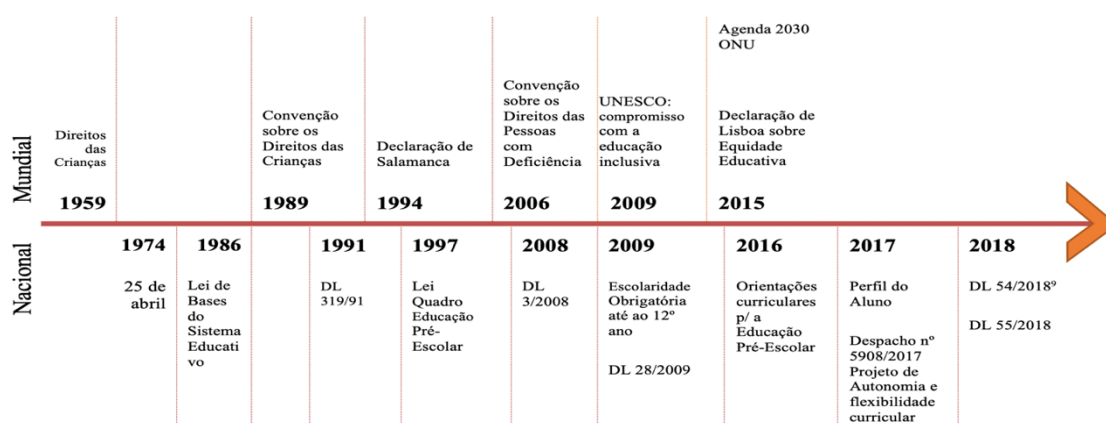 Mundial
Direitos
das
Crianças
1959
Convenção
sobre os
Direitos das
Crianças
1989
Declaração de
Salamanca
1994
Convenção
sobre os
Direitos das
Pessoas
com
Deficiência
2006
UNESCO:
compromisso
com a
educação
inclusiva
2009
Agenda 2030
ONU
Declaração de
Lisboa sobre
Equidade
Educativa
2015
Nacional
1974
25 de
abril
1986
Lei de
Bases
do
Sistema
Educati
vo
1991
DL
319/91
1997
Lei
Quadro
Educação
Pré-
Escolar
2008
DL
3/2008
2009
Escolaridade
Obrigatória
até ao 12º
ano
DL 28/2009
2016
Orientações
curriculares
p/ a
Educação
Pré-Escolar
2017
Perfil do
Aluno
Despacho nº
5908/2017
Projeto de
Autonomia e
flexibilidade
curricular
2018
DL 54/2018⁹
DL 55/2018